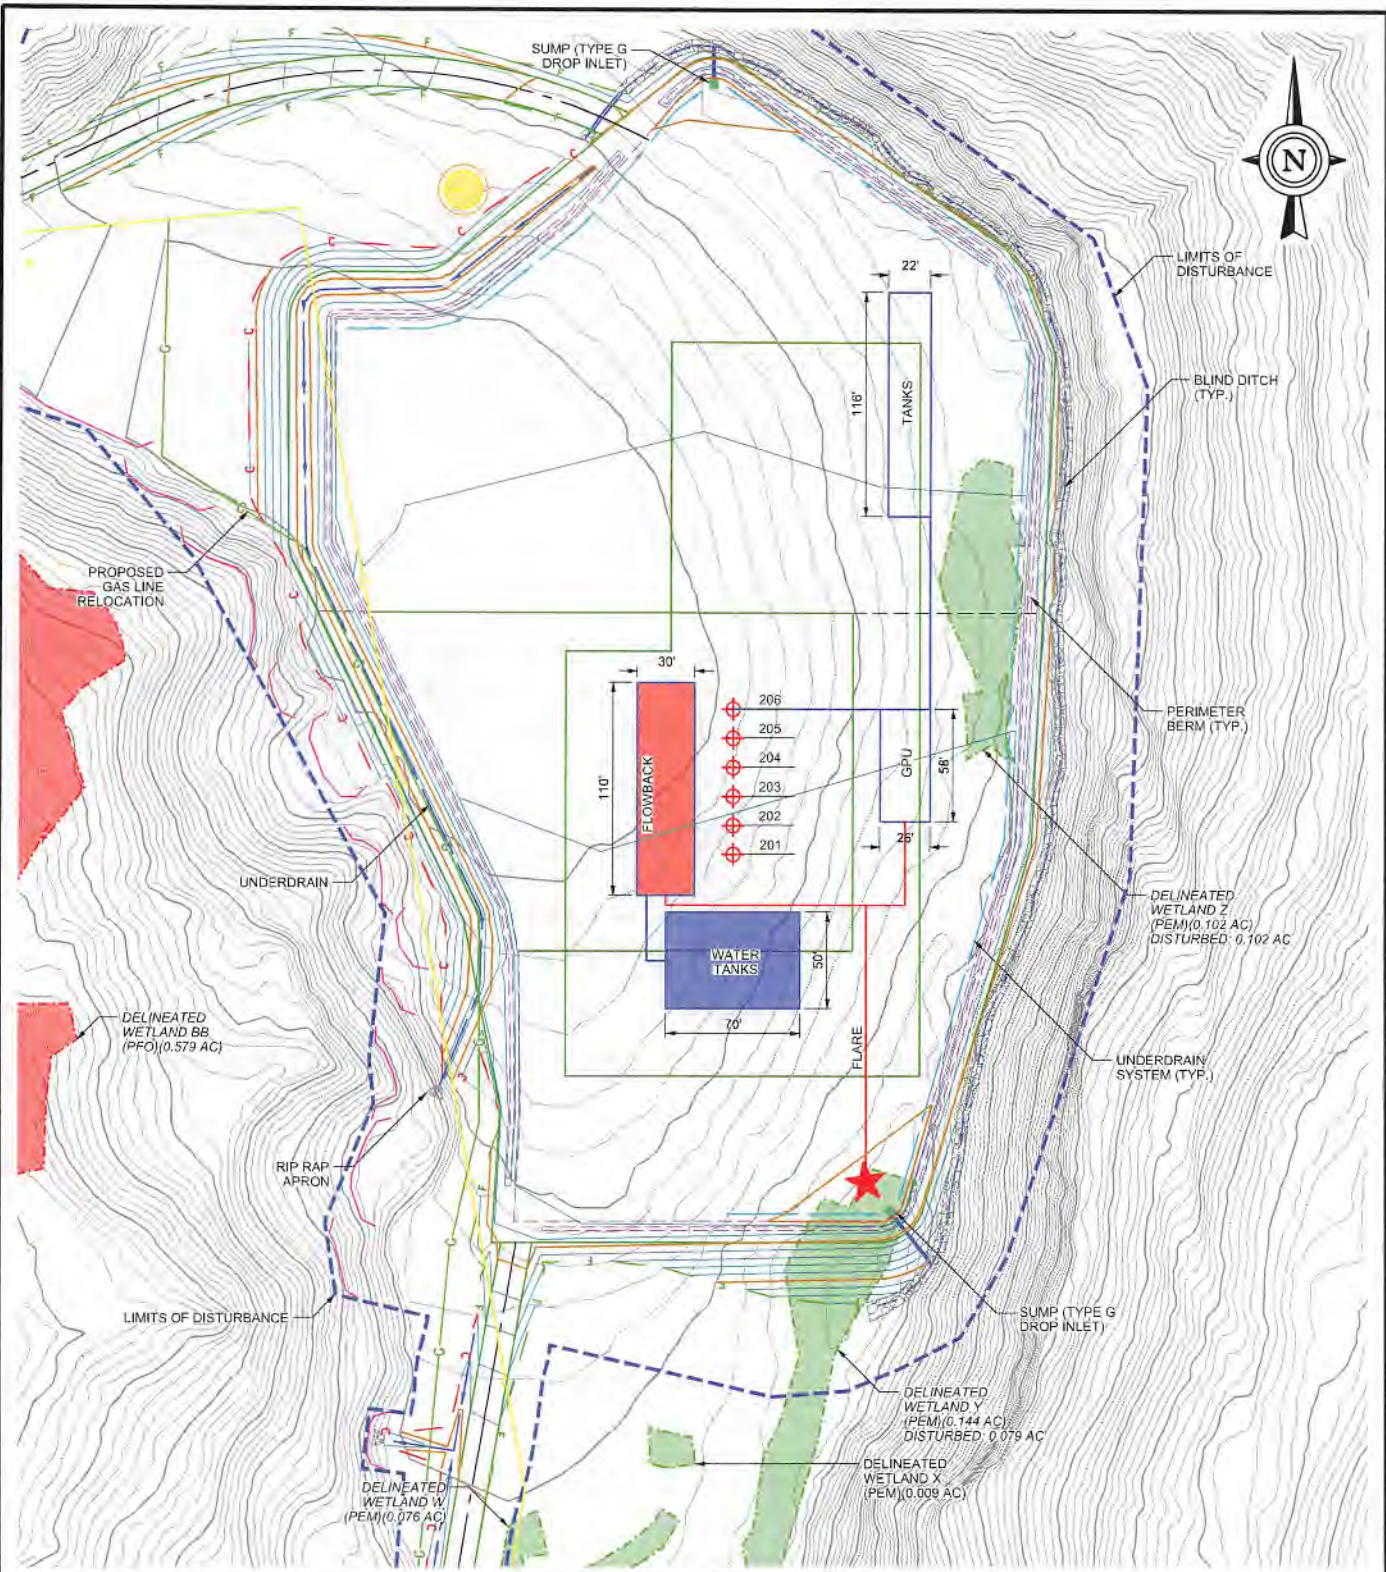 SUMP (TYPE G
DROP INLET)
N
LIMITS OF
DISTURBANCE
22'
116'
TANKS
BLIND DITCH
(TYP.)
PROPOSED
GAS LINE
RELOCATION
30'
110'
FLOWBACK
206
205
204
203
202
201
GPU
58'
26'
PERIMETER
BERM (TYP.)
UNDERDRAIN
DELINEATED
WETLAND Z
(PEM)(0.102 AC)
DISTURBED: 0.102 AC
WATER
TANKS
50'
70'
DELINEATED
WETLAND BB
(PFO)(0.579 AC)
FLARE
UNDERDRAIN
SYSTEM (TYP.)
RIP RAP
APRON
LIMITS OF DISTURBANCE
SUMP (TYPE G
DROP INLET)
DELINEATED
WETLAND Y
(PEM)(0.144 AC)
DISTURBED: 0.079 AC
DELINEATED
WETLAND X
(PEM)(0.009 AC)
DELINEATED
WETLAND W
(PEM)(0.076 AC)